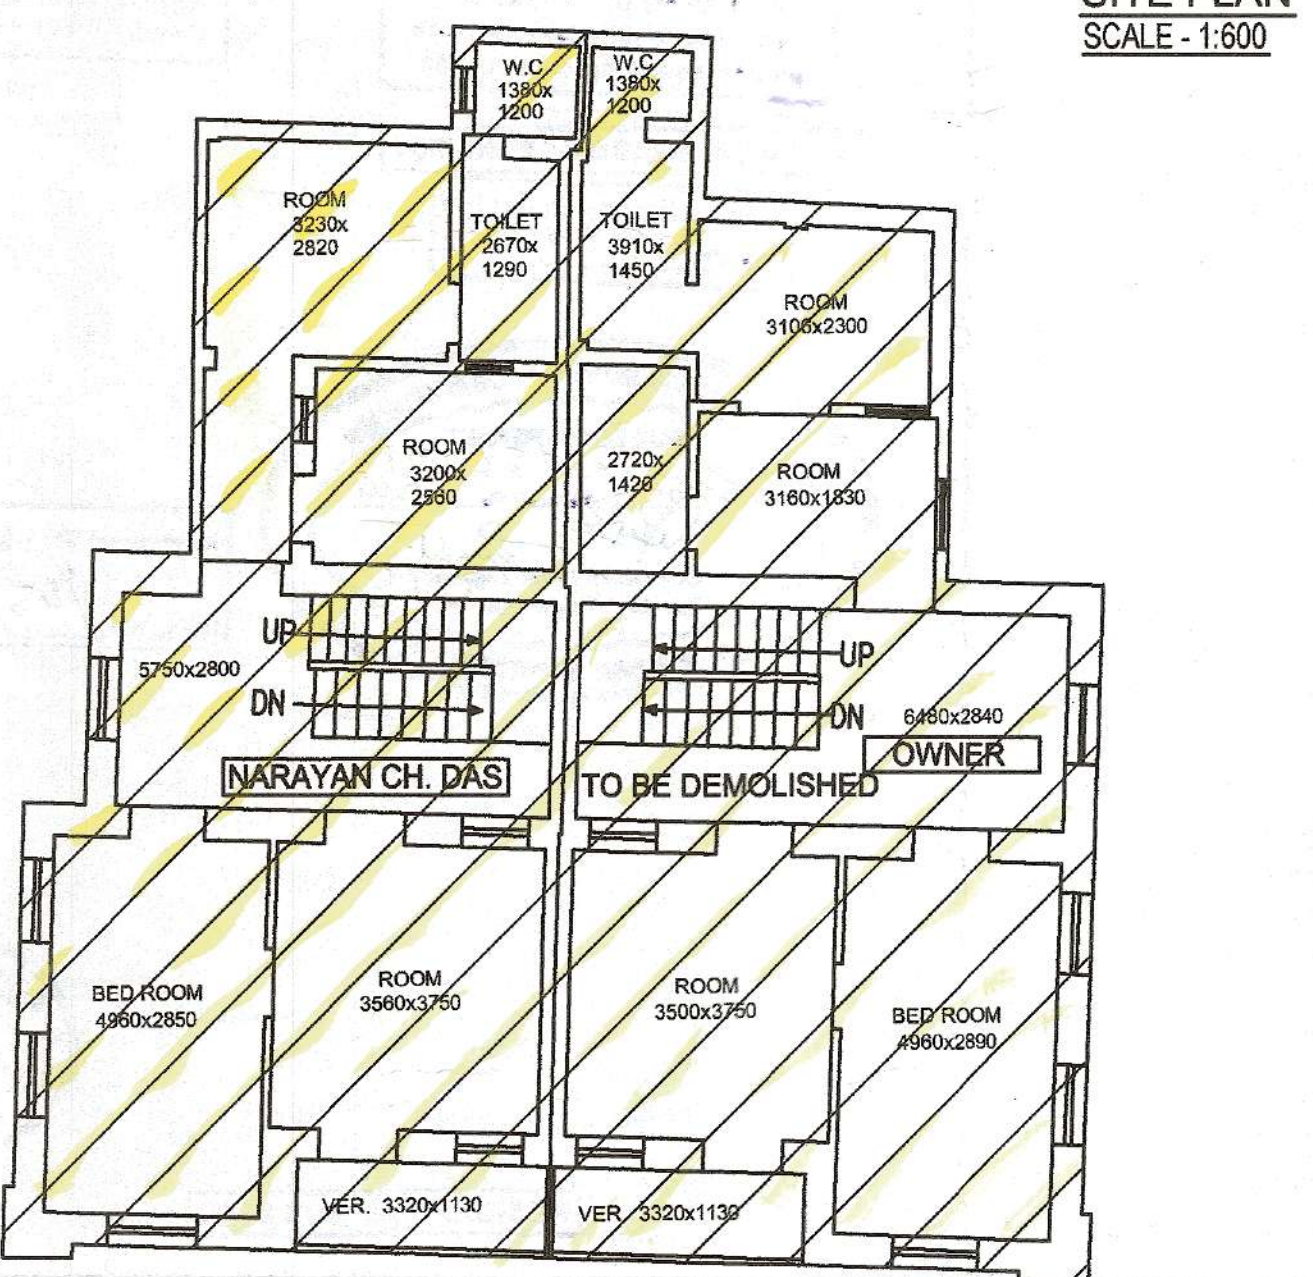 SITE PLAN
SCALE - 1:600
W.C
1380x
1200
W.C
1380x
1200
ROOM
3230x
2820
TOILET
2670x
1290
TOILET
3910x
1450
ROOM
3106x2300
ROOM
3200x
2560
2720x
1420
ROOM
3160x1830
UP
5750x2800
DN
UP
DN
6480x2840
OWNER
NARAYAN CH. DAS
TO BE DEMOLISHED
BED ROOM
4960x2850
ROOM
3560x3750
ROOM
3500x3750
BED ROOM
4960x2890
VER. 3320x1130
VER 3320x1130